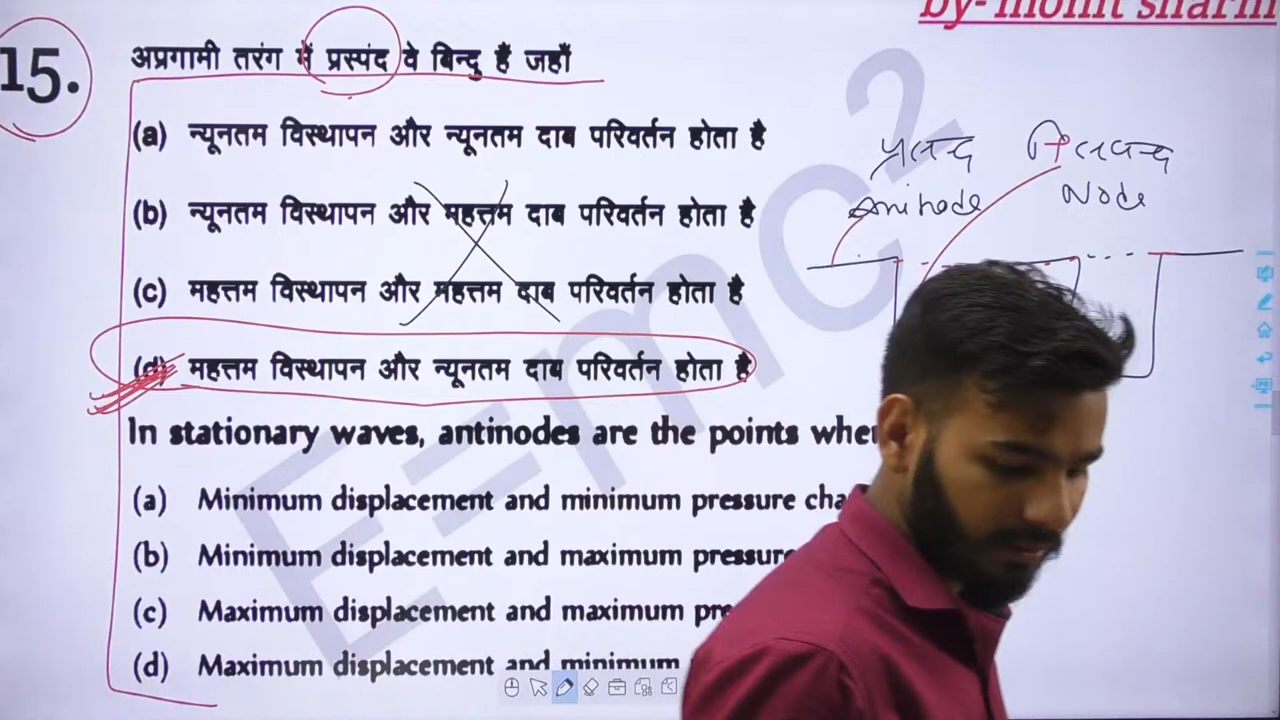 by- mohit sharm
15.
अप्रगामी तरंग में प्रस्पंद वे बिन्दु हैं जहाँ
(a) न्यूनतम विस्थापन और न्यूनतम दाब परिवर्तन होता है
(b) न्यूनतम विस्थापन और महत्तम दाब परिवर्तन होता है
(c) महत्तम विस्थापन और महत्तम दाब परिवर्तन होता है
(d) महत्तम विस्थापन और न्यूनतम दाब परिवर्तन होता है
Node
In stationary waves, antinodes are the points whe
(a) Minimum displacement and minimum pressure cha
(b) Minimum displacement and maximum pressure
(c) Maximum displacement and maximum pre
(d) Maximum displacement and minimum
E=mc²